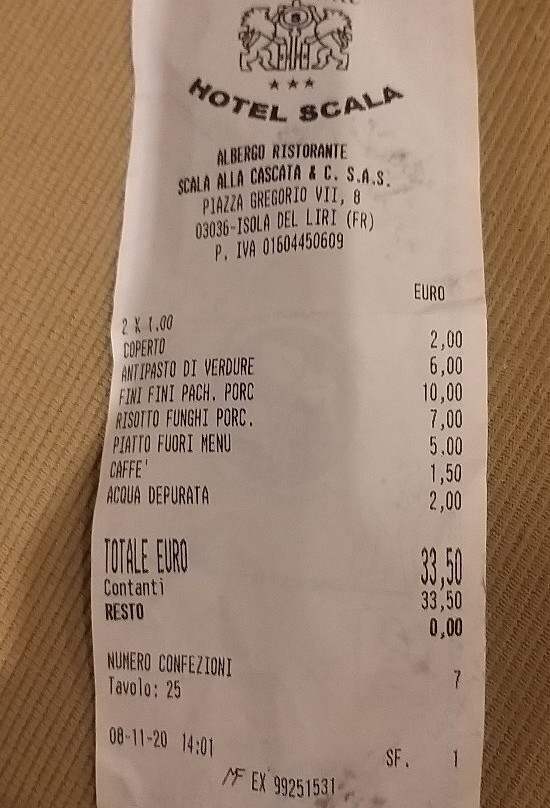 HOTEL SCALA
ALBERGO RISTORANTE
SCALA ALLA CASCATA & C. S.A.S.
PIAZZA GREGORIO VII, 8
03036-ISOLA DEL LIRI (FR)
P. IVA 01604450609
EURO
2 X 1.00
COPERTO 2,00
ANTIPASTO DI VERDURE 6,00
FINI FINI PACH. PORC 10,00
RISOTTO FUNGHI PORC. 7,00
PIATTO FUORI MENU 5,00
CAFFE' 1,50
ACQUA DEPURATA 2,00
TOTALE EURO 33,50
Contanti 33,50
RESTO 0,00
NUMERO CONFEZIONI 7
Tavolo: 25
08-11-20 14:01 SF. 1
MF EX 99251531